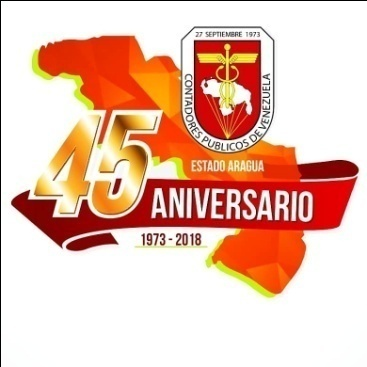 27 SEPTIEMBRE 1973
CONTADORES PUBLICOS DE VENEZUELA
ESTADO ARAGUA
45
ANIVERSARIO
1973 - 2018